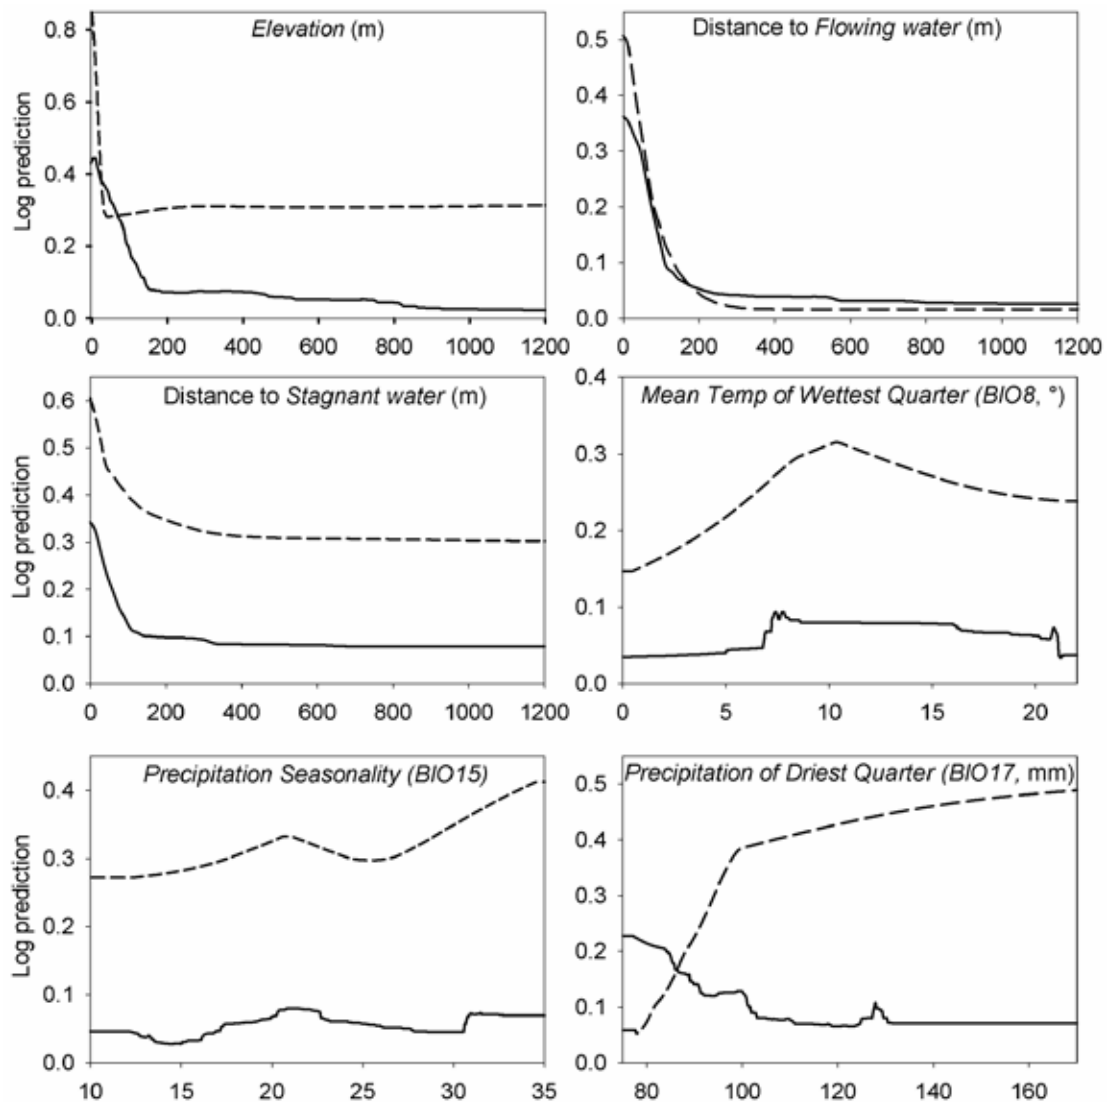 Elevation (m)
Log prediction
0.8
0.6
0.4
0.2
0.0
0 200 400 600 800 1000 1200
Distance to Flowing water (m)
0.5
0.4
0.3
0.2
0.1
0.0
0 200 400 600 800 1000 1200
Distance to Stagnant water (m)
Log prediction
0.6
0.5
0.4
0.3
0.2
0.1
0.0
0 200 400 600 800 1000 1200
Mean Temp of Wettest Quarter (BIO8, °)
0.4
0.3
0.2
0.1
0.0
0 5 10 15 20
Precipitation Seasonality (BIO15)
Log prediction
0.4
0.3
0.2
0.1
0.0
10 15 20 25 30 35
Precipitation of Driest Quarter (BIO17, mm)
0.5
0.4
0.3
0.2
0.1
0.0
80 100 120 140 160